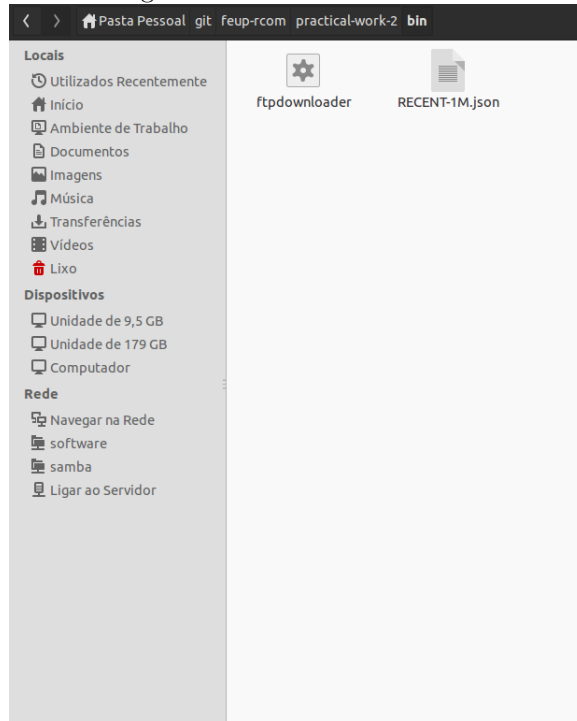 Pasta Pessoal git feup-rcom practical-work-2 bin
Locais
Utilizados Recentemente
Início
Ambiente de Trabalho
Documentos
Imagens
Música
Transferências
Vídeos
Lixo
Dispositivos
Unidade de 9,5 GB
Unidade de 179 GB
Computador
Rede
Navegar na Rede
software
samba
Ligar ao Servidor
ftpdownloader RECENT-1M.json